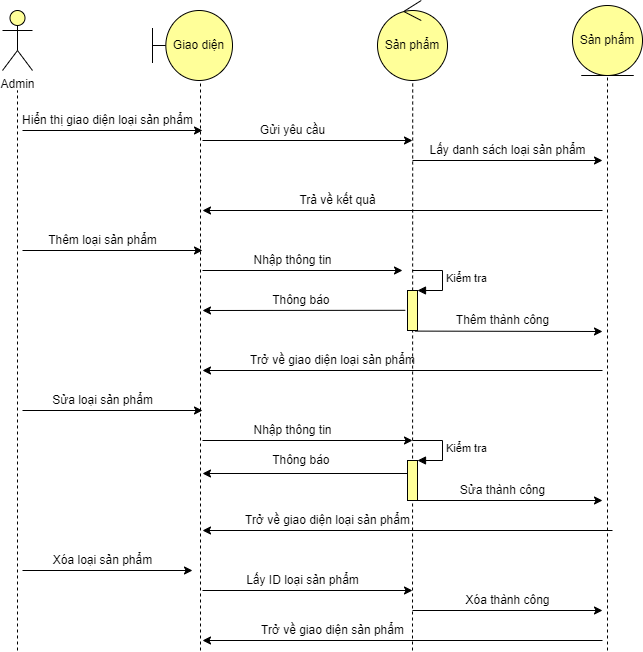 Giao diện
Sản phẩm
Sản phẩm
Admin
Hiển thị giao diện loại sản phẩm
Gửi yêu cầu
Lấy danh sách loại sản phẩm
Trả về kết quả
Thêm loại sản phẩm
Nhập thông tin
Kiểm tra
Thông báo
Thêm thành công
Trở về giao diện loại sản phẩm
Sửa loại sản phẩm
Nhập thông tin
Kiểm tra
Thông báo
Sửa thành công
Trở về giao diện loại sản phẩm
Xóa loại sản phẩm
Lấy ID loại sản phẩm
Xóa thành công
Trở về giao diện sản phẩm